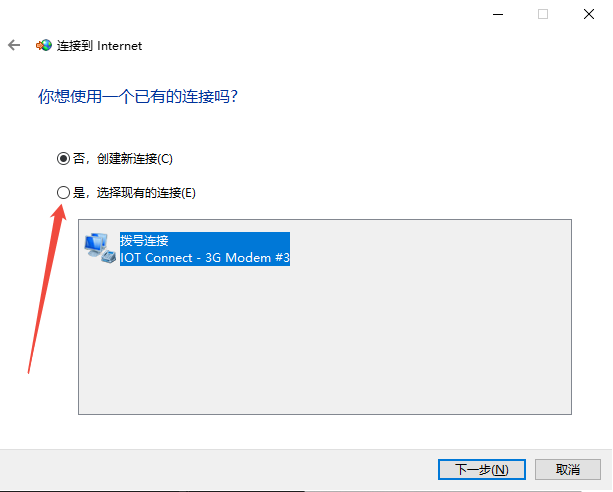 连接到 Internet
你想使用一个已有的连接吗?
否，创建新连接(C)
是，选择现有的连接(E)
拨号连接
IOT Connect - 3G Modem #3
下一步(N)
取消